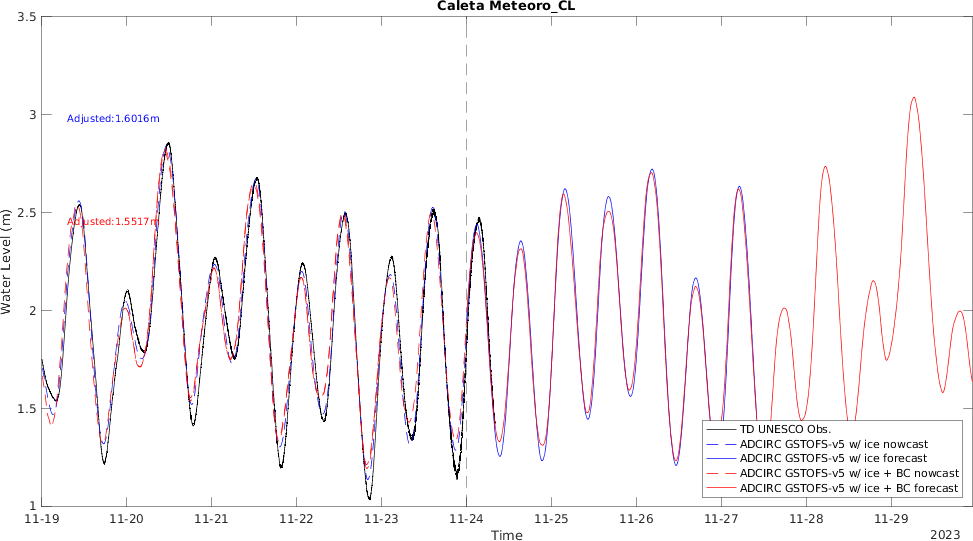 Caleta Meteoro_CL
3.5
3
2.5
2
1.5
1
Water Level (m)
Adjusted:1.6016m
Adjusted:1.5517m
TD UNESCO Obs.
ADCIRC GSTOFS-v5 w/ ice nowcast
ADCIRC GSTOFS-v5 w/ ice forecast
ADCIRC GSTOFS-v5 w/ ice + BC nowcast
ADCIRC GSTOFS-v5 w/ ice + BC forecast
11-19 11-20 11-21 11-22 11-23 11-24 11-25 11-26 11-27 11-28 11-29
Time
2023